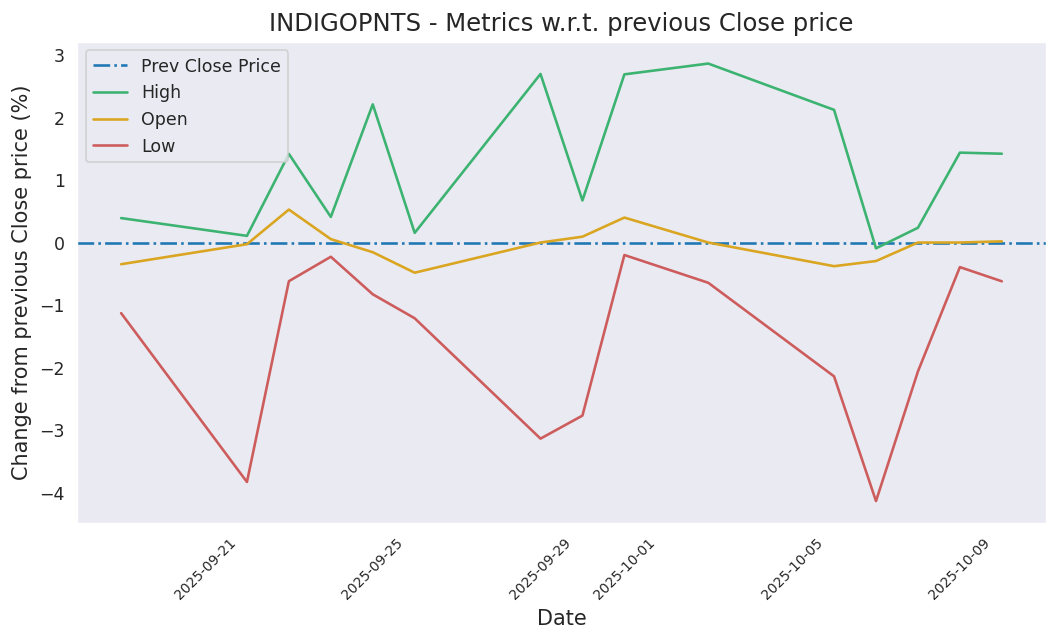 INDIGOPNTS - Metrics w.r.t. previous Close price
Change from previous Close price (%)
3
2
1
0
−1
−2
−3
−4
Prev Close Price
High
Open
Low
2025-09-21
2025-09-25
2025-09-29
2025-10-01
2025-10-05
2025-10-09
Date